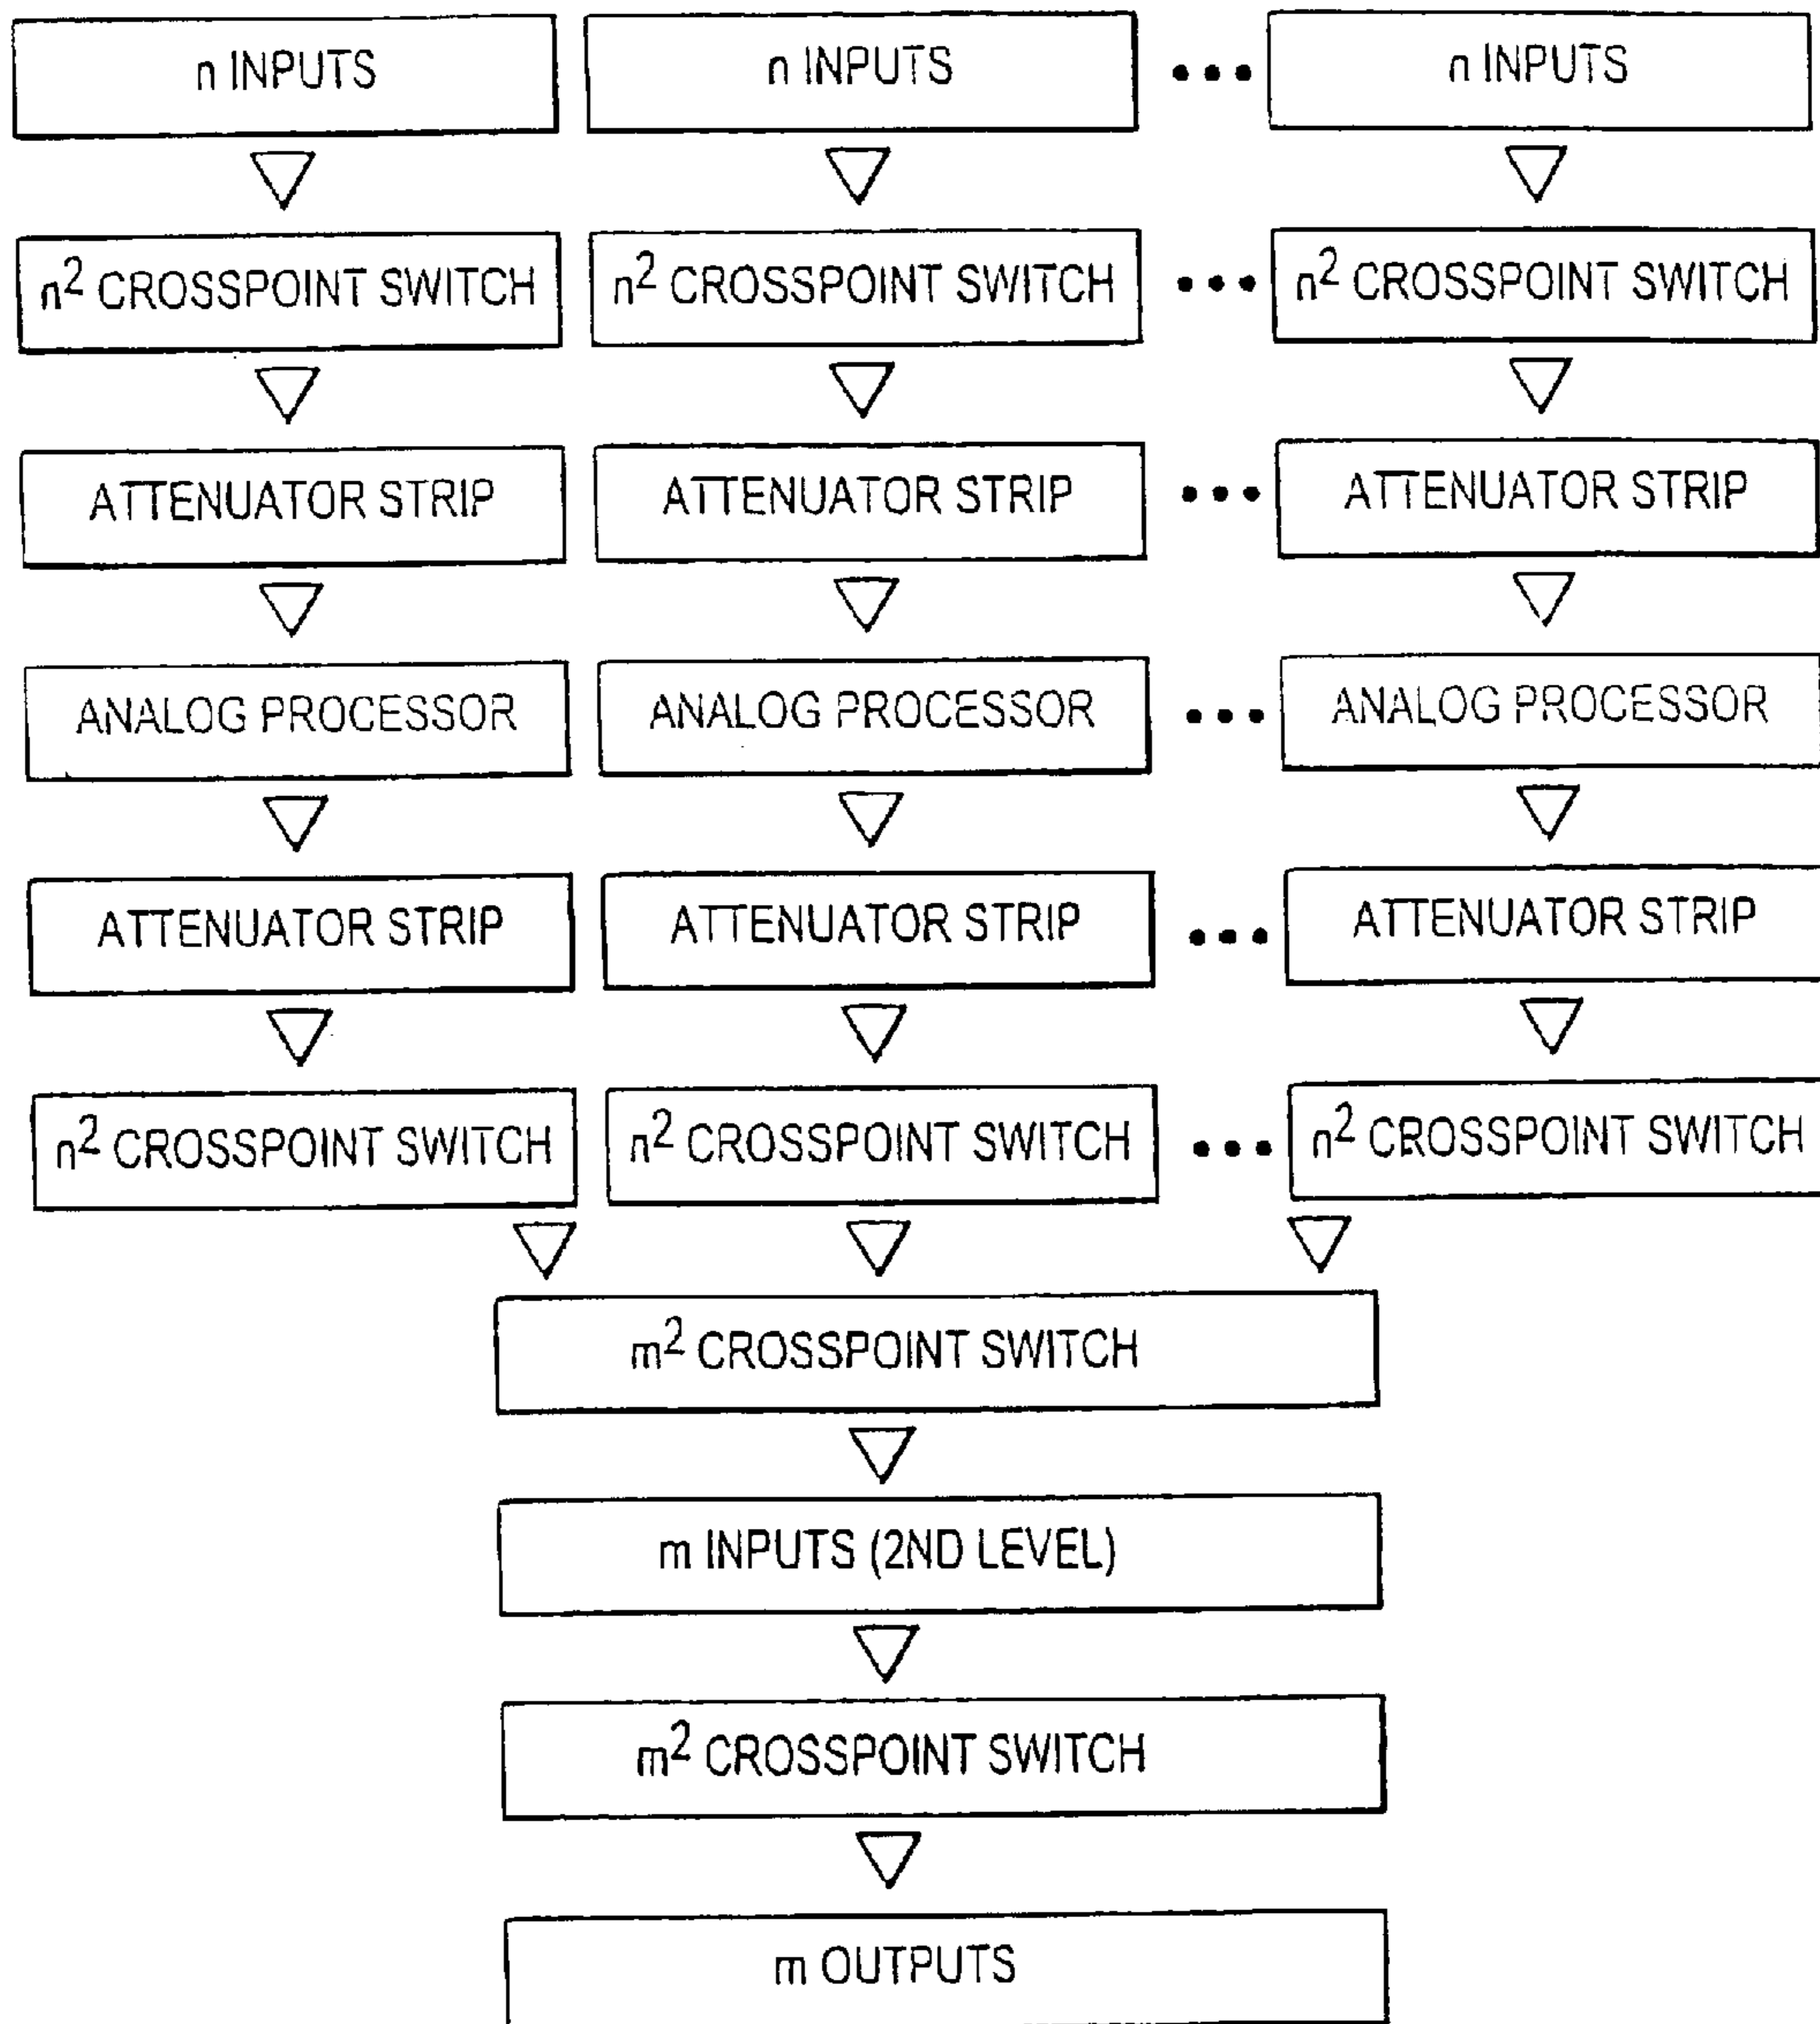 n INPUTS n INPUTS ••• n INPUTS
n² CROSSPOINT SWITCH n² CROSSPOINT SWITCH ••• n² CROSSPOINT SWITCH
ATTENUATOR STRIP ATTENUATOR STRIP ••• ATTENUATOR STRIP
ANALOG PROCESSOR ANALOG PROCESSOR ••• ANALOG PROCESSOR
ATTENUATOR STRIP ATTENUATOR STRIP ••• ATTENUATOR STRIP
n² CROSSPOINT SWITCH n² CROSSPOINT SWITCH ••• n² CROSSPOINT SWITCH
m² CROSSPOINT SWITCH
m INPUTS (2ND LEVEL)
m² CROSSPOINT SWITCH
m OUTPUTS